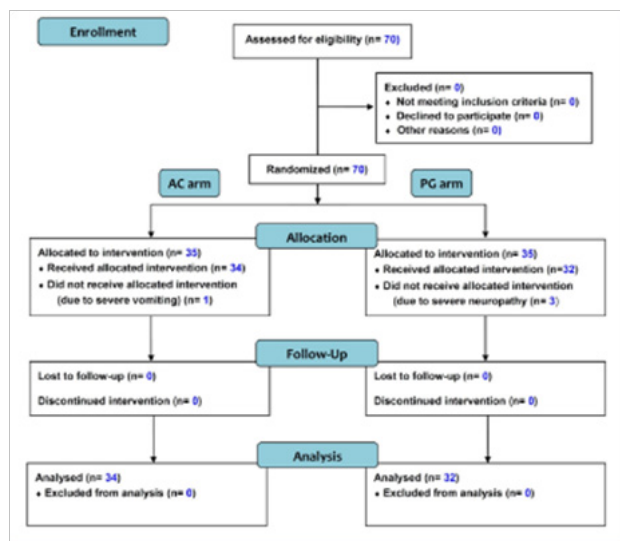 Enrollment
Assessed for eligibility (n= 70)
Excluded (n= 0)
♦ Not meeting inclusion criteria (n= 0)
♦ Declined to participate (n= 0)
♦ Other reasons (n= 0)
Randomized (n= 70)
AC arm
PG arm
Allocation
Allocated to intervention (n= 35)
♦ Received allocated intervention (n= 34)
♦ Did not receive allocated intervention
(due to severe vomiting) (n= 1)
Allocated to intervention (n= 35)
♦ Received allocated intervention (n=32)
♦ Did not receive allocated intervention
(due to severe neuropathy (n= 3)
Follow-Up
Lost to follow-up (n= 0)
Discontinued intervention (n= 0)
Lost to follow-up (n= 0)
Discontinued intervention (n= 0)
Analysis
Analysed (n= 34)
♦ Excluded from analysis (n= 0)
Analysed (n= 32)
♦ Excluded from analysis (n= 0)